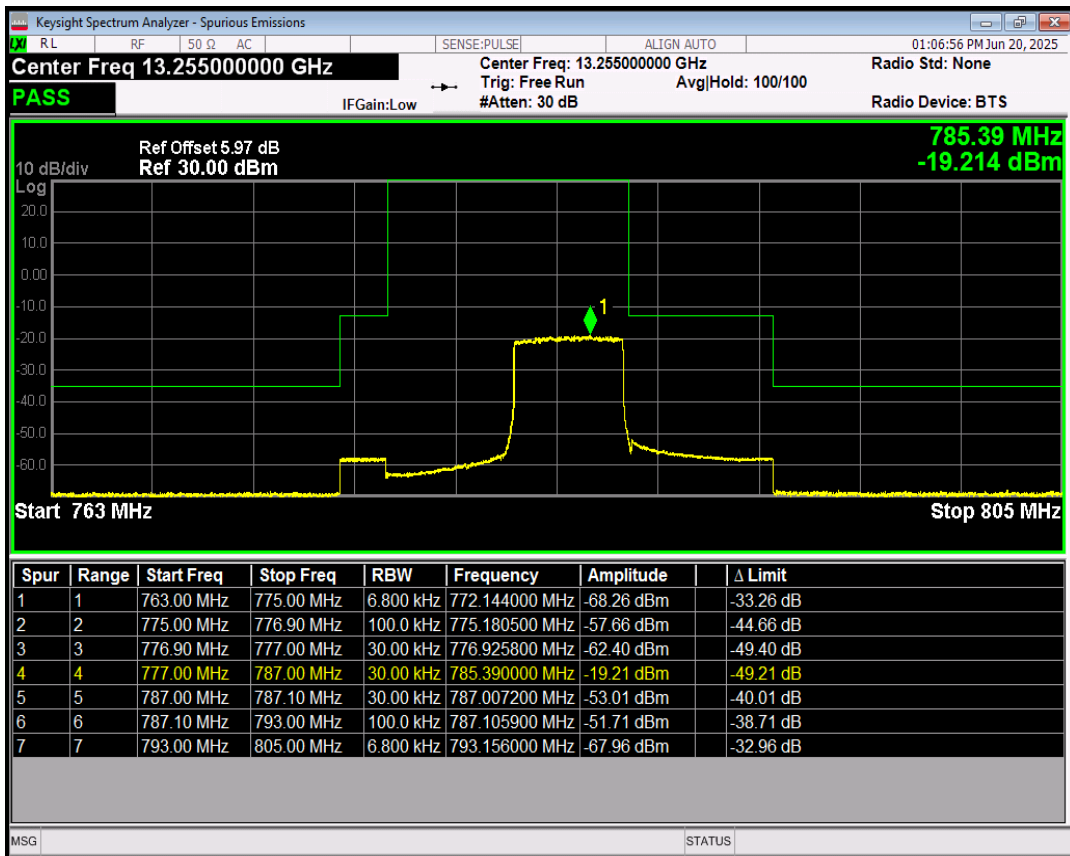 Keysight Spectrum Analyzer - Spurious Emissions
LXI RL RF 50 Ω AC SENSE:PULSE ALIGN AUTO 01:06:56 PM Jun 20, 2025
Center Freq 13.255000000 GHz Center Freq: 13.255000000 GHz Radio Std: None
Trig: Free Run Avg|Hold: 100/100
PASS IFGain:Low #Atten: 30 dB Radio Device: BTS
785.39 MHz
Ref Offset 5.97 dB
-19.214 dBm
10 dB/div Ref 30.00 dBm
Log
20.0
10.0
0.00
-10.0
1
-20.0
-30.0
-40.0
-50.0
-60.0
Start 763 MHz Stop 805 MHz
Spur Range Start Freq Stop Freq RBW Frequency Amplitude Δ Limit
1 1 763.00 MHz 775.00 MHz 6.800 kHz 772.144000 MHz -68.26 dBm -33.26 dB
2 2 775.00 MHz 776.90 MHz 100.0 kHz 775.180500 MHz -57.66 dBm -44.66 dB
3 3 776.90 MHz 777.00 MHz 30.00 kHz 776.925800 MHz -62.40 dBm -49.40 dB
4 4 777.00 MHz 787.00 MHz 30.00 kHz 785.390000 MHz -19.21 dBm -49.21 dB
5 5 787.00 MHz 787.10 MHz 30.00 kHz 787.007200 MHz -53.01 dBm -40.01 dB
6 6 787.10 MHz 793.00 MHz 100.0 kHz 787.105900 MHz -51.71 dBm -38.71 dB
7 7 793.00 MHz 805.00 MHz 6.800 kHz 793.156000 MHz -67.96 dBm -32.96 dB
MSG STATUS